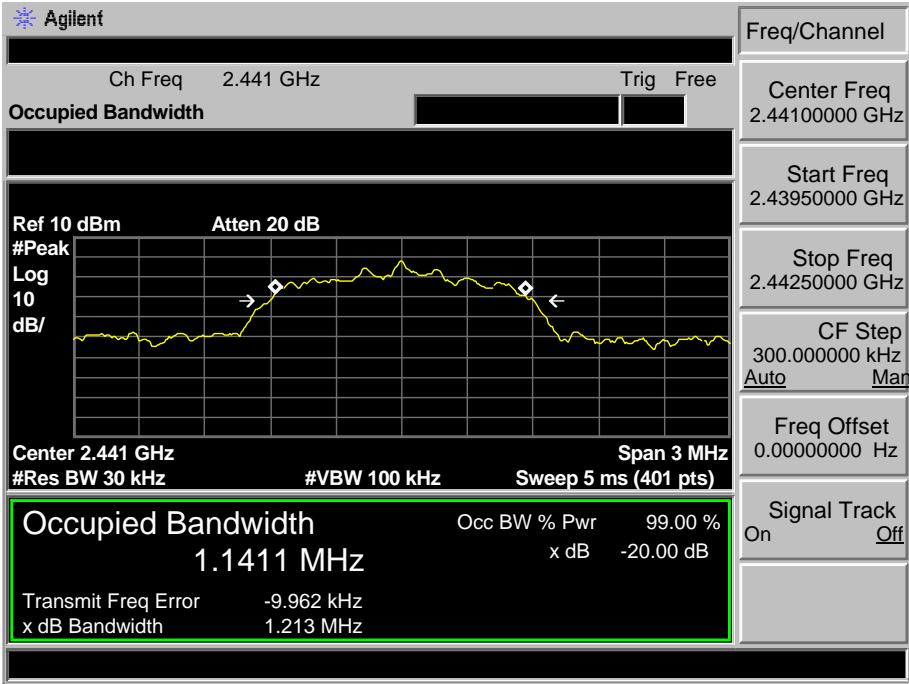 Agilent
Freq/Channel
Ch Freq 2.441 GHz Trig Free
Occupied Bandwidth
Center Freq
2.44100000 GHz
Start Freq
2.43950000 GHz
Ref 10 dBm Atten 20 dB
#Peak
Log
10
dB/
Stop Freq
2.44250000 GHz
CF Step
300.000000 kHz
Auto Man
Center 2.441 GHz Span 3 MHz
#Res BW 30 kHz #VBW 100 kHz Sweep 5 ms (401 pts)
Freq Offset
0.00000000 Hz
Occupied Bandwidth Occ BW % Pwr 99.00 %
1.1411 MHz x dB -20.00 dB
Transmit Freq Error -9.962 kHz
x dB Bandwidth 1.213 MHz
Signal Track
On Off